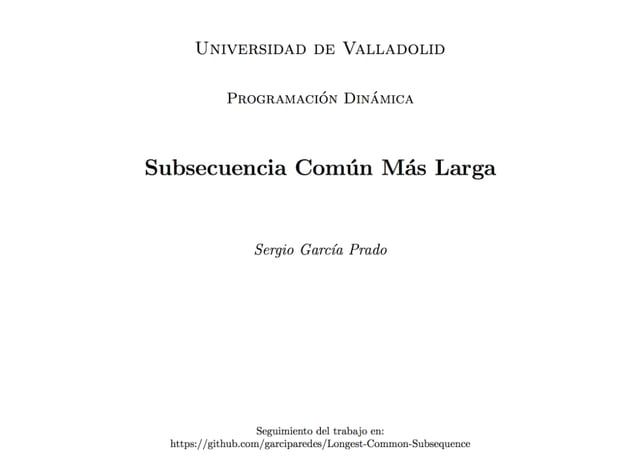 Universidad de Valladolid
Programación Dinámica
Subsecuencia Común Más Larga
Sergio García Prado
Seguimiento del trabajo en:
https://github.com/garciparedes/Longest-Common-Subsequence